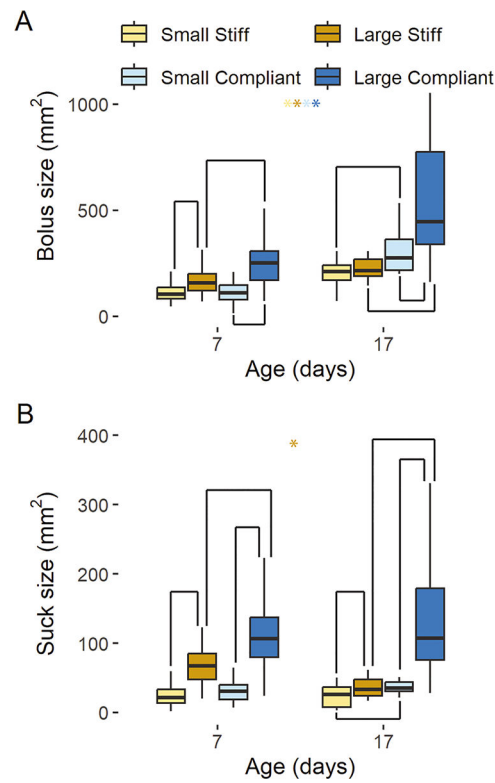 A
Small Stiff
Large Stiff
Small Compliant
Large Compliant
Bolus size (mm²)
1000
****
500
0
7
17
Age (days)
B
Suck size (mm²)
400
*
300
200
100
0
7
17
Age (days)